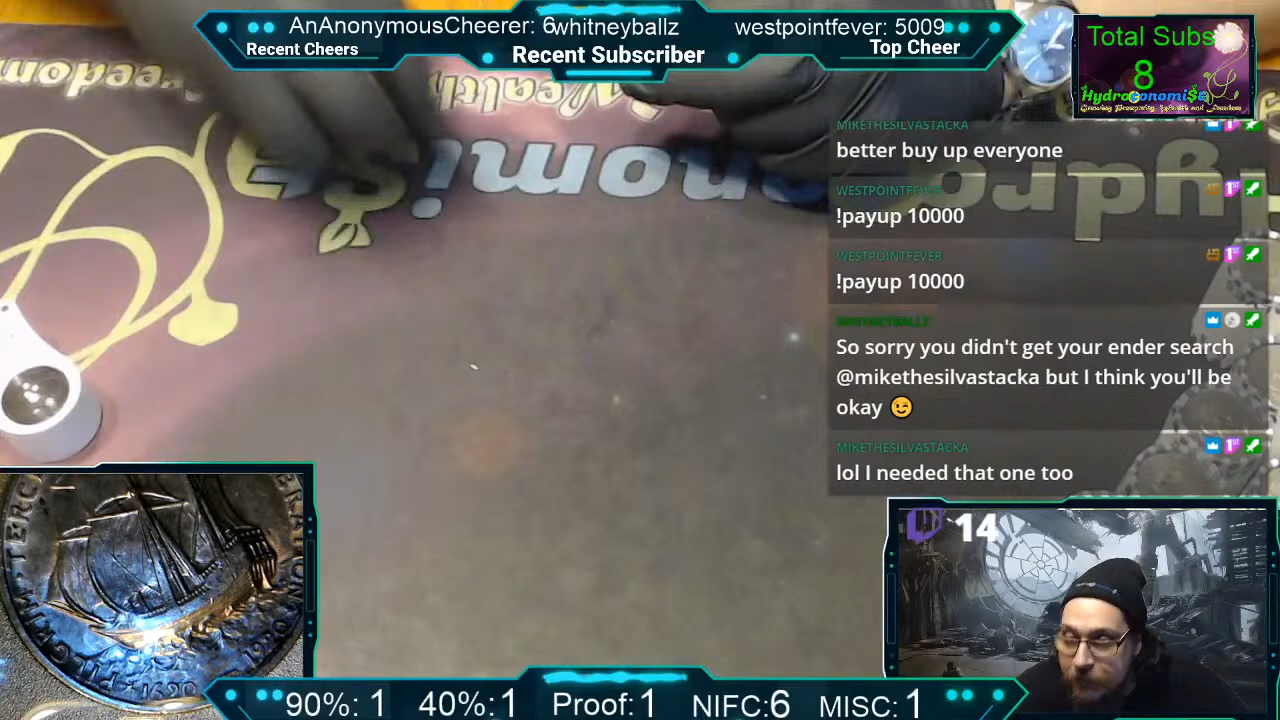 AnAnonymousCheerer: 6
whitneyballz
westpointfever: 5009
Recent Cheers
Recent Subscriber
Top Cheer
Total Subs
8
Hydroconomi$e
MIKETHESILVASTACKA
better buy up everyone
WESTPOINTFEVER
!payup 10000
WESTPOINTFEVER
!payup 10000
WHITNEYBALLZ
So sorry you didn't get your ender search
@mikethesilvastacka but I think you'll be
okay 😉
MIKETHESILVASTACKA
lol I needed that one too
14
90%: 1
40%:1
Proof:1
NIFC:6
MISC: 1
Wealth,